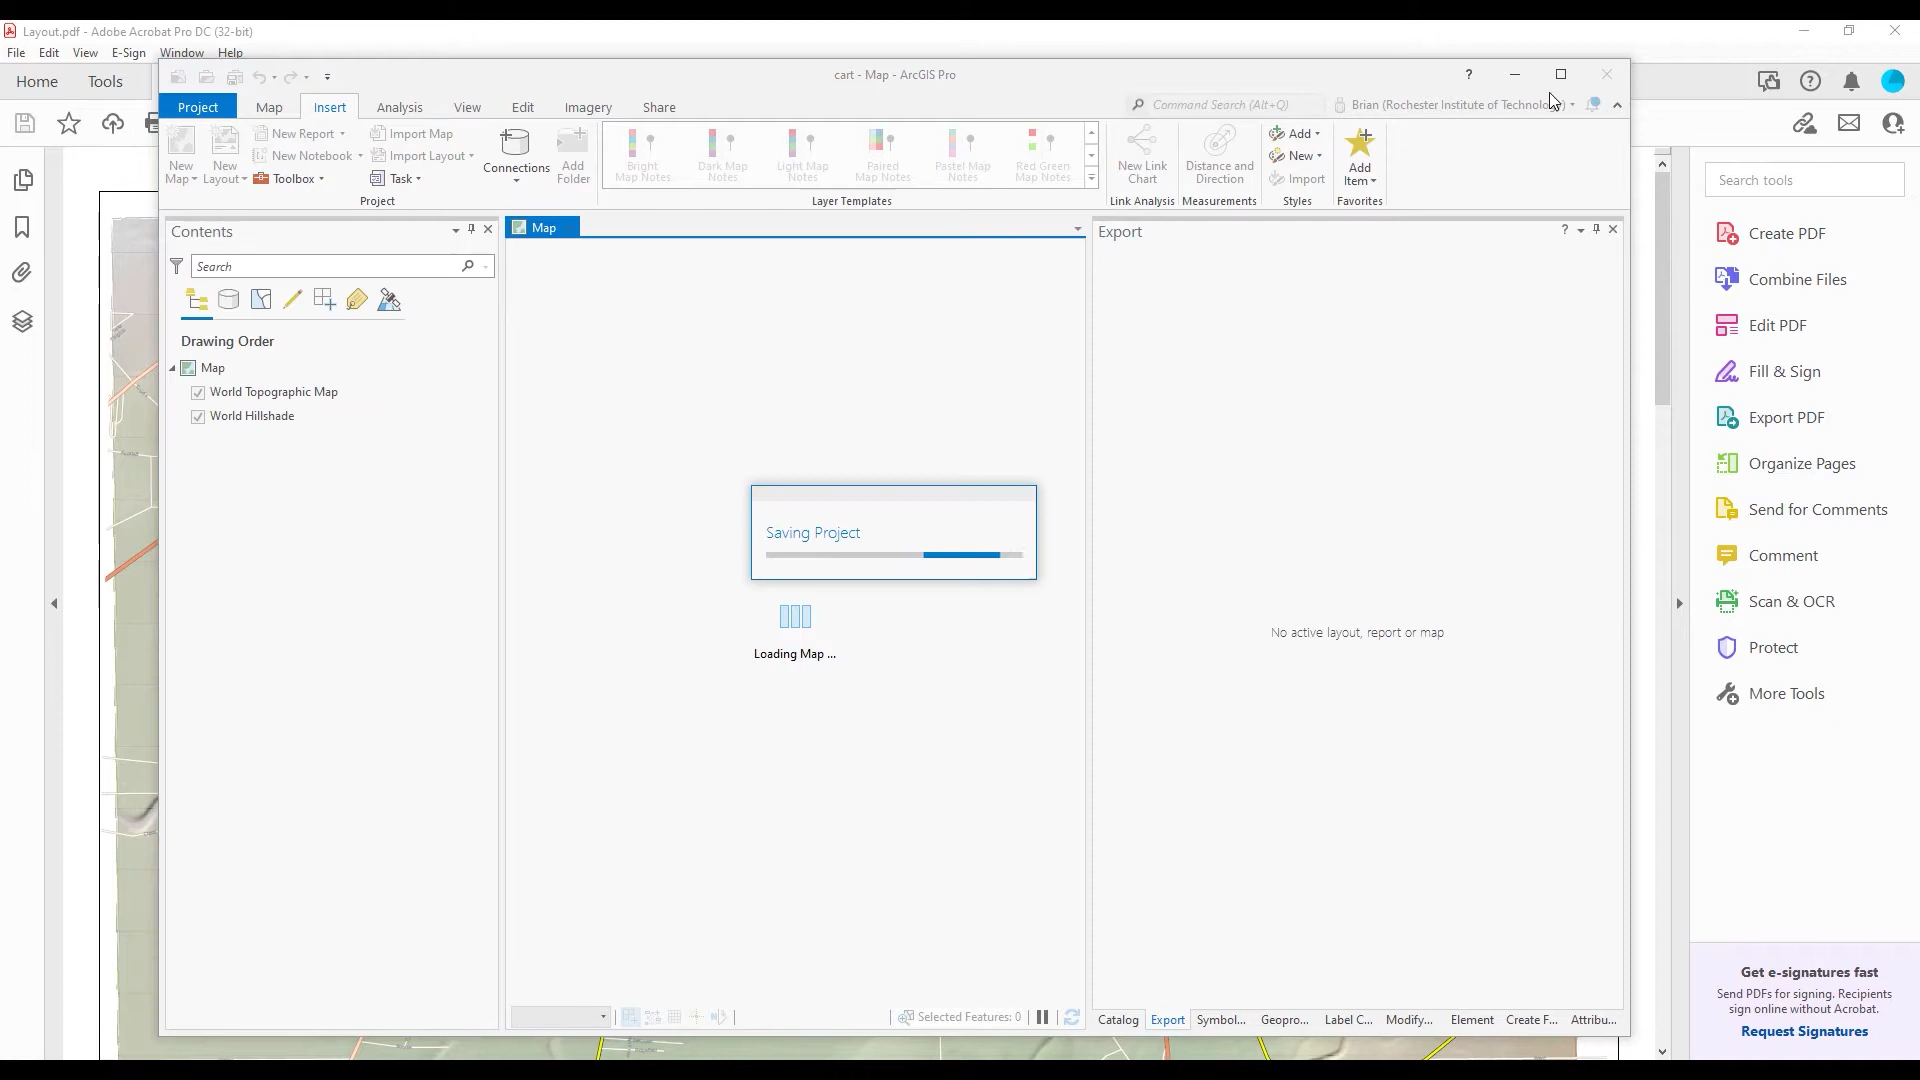 Layout.pdf - Adobe Acrobat Pro DC (32-bit)
File Edit View E-Sign Window Help
Home Tools
cart - Map - ArcGIS Pro
?
Project Map Insert Analysis View Edit Imagery Share
Command Search (Alt+Q)
Brian (Rochester Institute of Technolo
New Map
New Layout
New Report
New Notebook
Toolbox
Import Map
Import Layout
Task
Project
Connections
Add Folder
Bright Map Notes
Dark Map Notes
Light Map Notes
Paired Map Notes
Pastel Map Notes
Red Green Map Notes
Layer Templates
New Link Chart
Link Analysis
Distance and Direction
Measurements
Add
New
Import
Styles
Add Item
Favorites
Contents
Search
Drawing Order
Map
World Topographic Map
World Hillshade
Map
Saving Project
Loading Map ...
Selected Features: 0
Export
?
No active layout, report or map
Catalog Export Symbol... Geopro... Label C... Modify... Element Create F... Attribu...
Search tools
Create PDF
Combine Files
Edit PDF
Fill & Sign
Export PDF
Organize Pages
Send for Comments
Comment
Scan & OCR
Protect
More Tools
Get e-signatures fast
Send PDFs for signing. Recipients
sign online without Acrobat.
Request Signatures